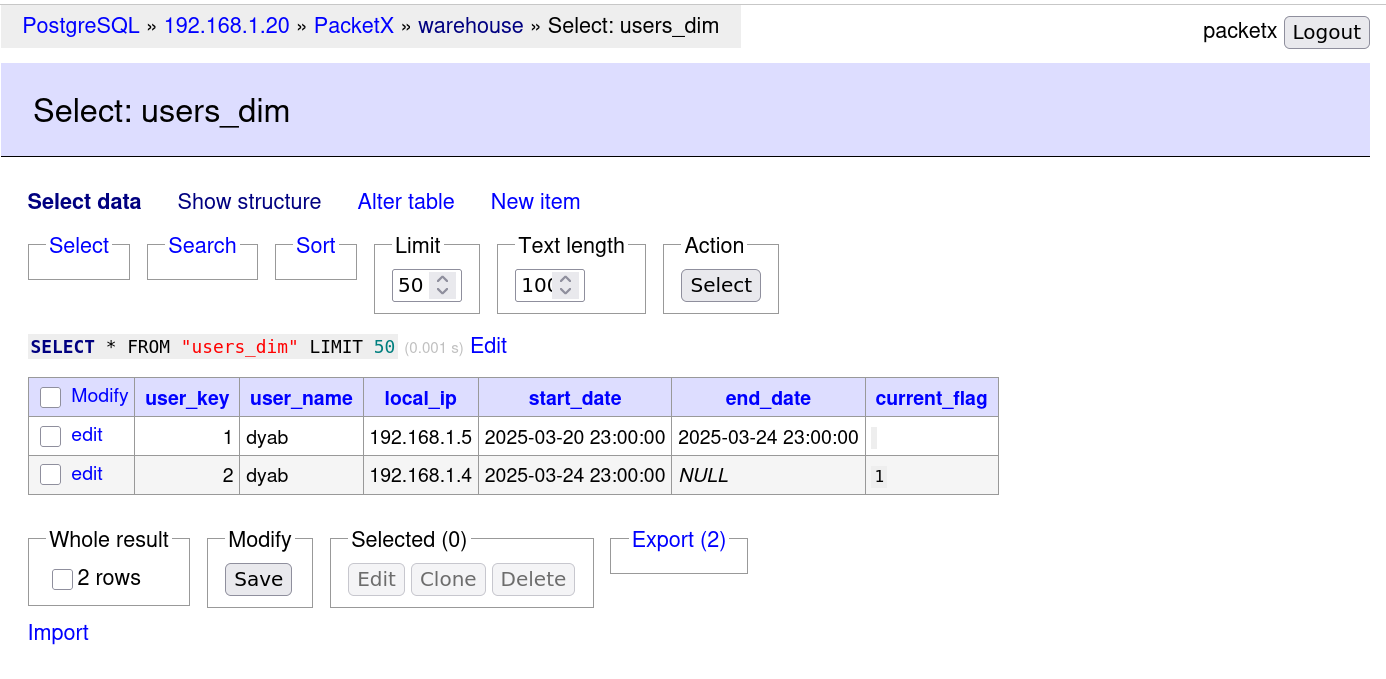 PostgreSQL » 192.168.1.20 » PacketX » warehouse » Select: users_dim
packetx Logout
Select: users_dim
Select data Show structure Alter table New item
Select Search Sort Limit Text length Action
50 100 Select
SELECT * FROM "users_dim" LIMIT 50 (0.001 s) Edit
Modify user_key user_name local_ip start_date end_date current_flag
edit 1 dyab 192.168.1.5 2025-03-20 23:00:00 2025-03-24 23:00:00
edit 2 dyab 192.168.1.4 2025-03-24 23:00:00 NULL 1
Whole result Modify Selected (0) Export (2)
2 rows Save Edit Clone Delete
Import